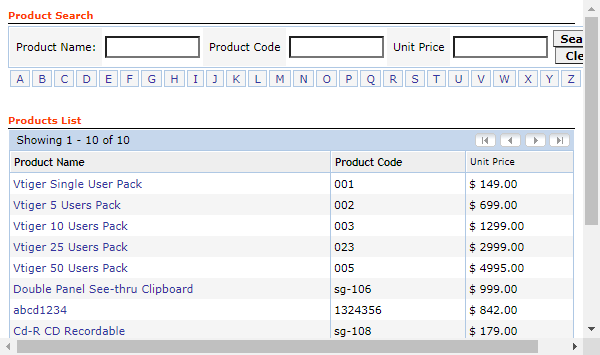 Product Search
Product Name: Product Code Unit Price Sea
Cle
A B C D E F G H I J K L M N O P Q R S T U V W X Y Z
Products List
Showing 1 - 10 of 10
Product Name Product Code Unit Price
Vtiger Single User Pack 001 $ 149.00
Vtiger 5 Users Pack 002 $ 699.00
Vtiger 10 Users Pack 003 $ 1299.00
Vtiger 25 Users Pack 023 $ 2999.00
Vtiger 50 Users Pack 005 $ 4995.00
Double Panel See-thru Clipboard sg-106 $ 999.00
abcd1234 1324356 $ 842.00
Cd-R CD Recordable sg-108 $ 179.00